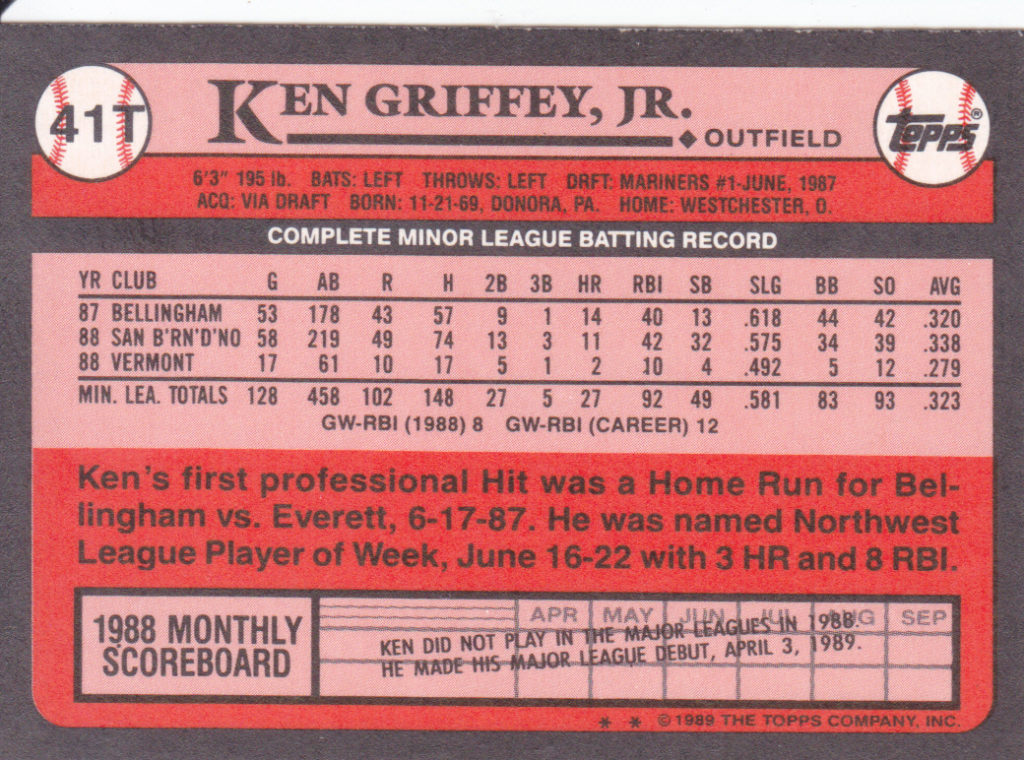 41T
KEN GRIFFEY, JR.
◆ OUTFIELD
TOPPS®
6'3" 195 lb. BATS: LEFT THROWS: LEFT DRFT: MARINERS #1-JUNE, 1987
ACQ: VIA DRAFT BORN: 11-21-69, DONORA, PA. HOME: WESTCHESTER, O.
COMPLETE MINOR LEAGUE BATTING RECORD
YR CLUB G AB R H 2B 3B HR RBI SB SLG BB SO AVG
87 BELLINGHAM 53 178 43 57 9 1 14 40 13 .618 44 42 .320
88 SAN B'RN'D'NO 58 219 49 74 13 3 11 42 32 .575 34 39 .338
88 VERMONT 17 61 10 17 5 1 2 10 4 .492 5 12 .279
MIN. LEA. TOTALS 128 458 102 148 27 5 27 92 49 .581 83 93 .323
GW-RBI (1988) 8 GW-RBI (CAREER) 12
Ken's first professional Hit was a Home Run for Bel-
lingham vs. Everett, 6-17-87. He was named Northwest
League Player of Week, June 16-22 with 3 HR and 8 RBI.
1988 MONTHLY
SCOREBOARD
APR MAY JUN JUL AUG SEP
KEN DID NOT PLAY IN THE MAJOR LEAGUES IN 1988.
HE MADE HIS MAJOR LEAGUE DEBUT, APRIL 3, 1989.
* * © 1989 THE TOPPS COMPANY, INC.